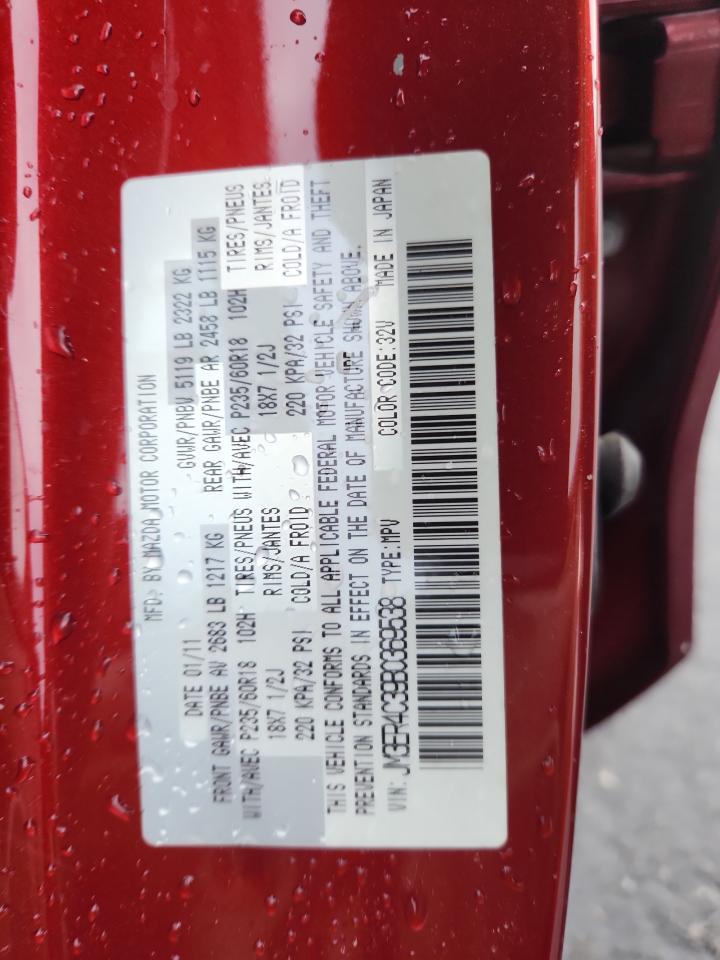 MFD. BY MAZDA MOTOR CORPORATION
DATE 01/11 GVWR/PNBV 5119 LB 2322 KG
FRONT GAWR/PNBE AV 2683 LB 1217 KG REAR GAWR/PNBE AR 2458 LB 1115 KG
WITH/AVEC P235/60R18 102H TIRES/PNEUS WITH/AVEC P235/60R18 102H TIRES/PNEUS
18X7 1/2J RIMS/JANTES 18X7 1/2J RIMS/JANTES
220 KPA/32 PSI COLD/A FROID 220 KPA/32 PSI COLD/A FROID
THIS VEHICLE CONFORMS TO ALL APPLICABLE FEDERAL MOTOR VEHICLE SAFETY AND THEFT
PREVENTION STANDARDS IN EFFECT ON THE DATE OF MANUFACTURE SHOWN ABOVE.
VIN: JM3ER4C39B0369538 TYPE:MPV COLOR CODE:32V MADE IN JAPAN